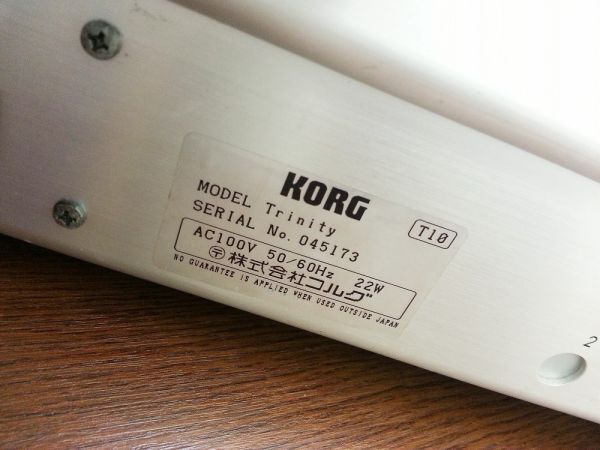 KORG
MODEL Trinity
SERIAL No. 045173
T10
AC100V 50/60Hz 22W
〒株式会社コルグ
NO GUARANTEE IS APPLIED WHEN USED OUTSIDE JAPAN
2